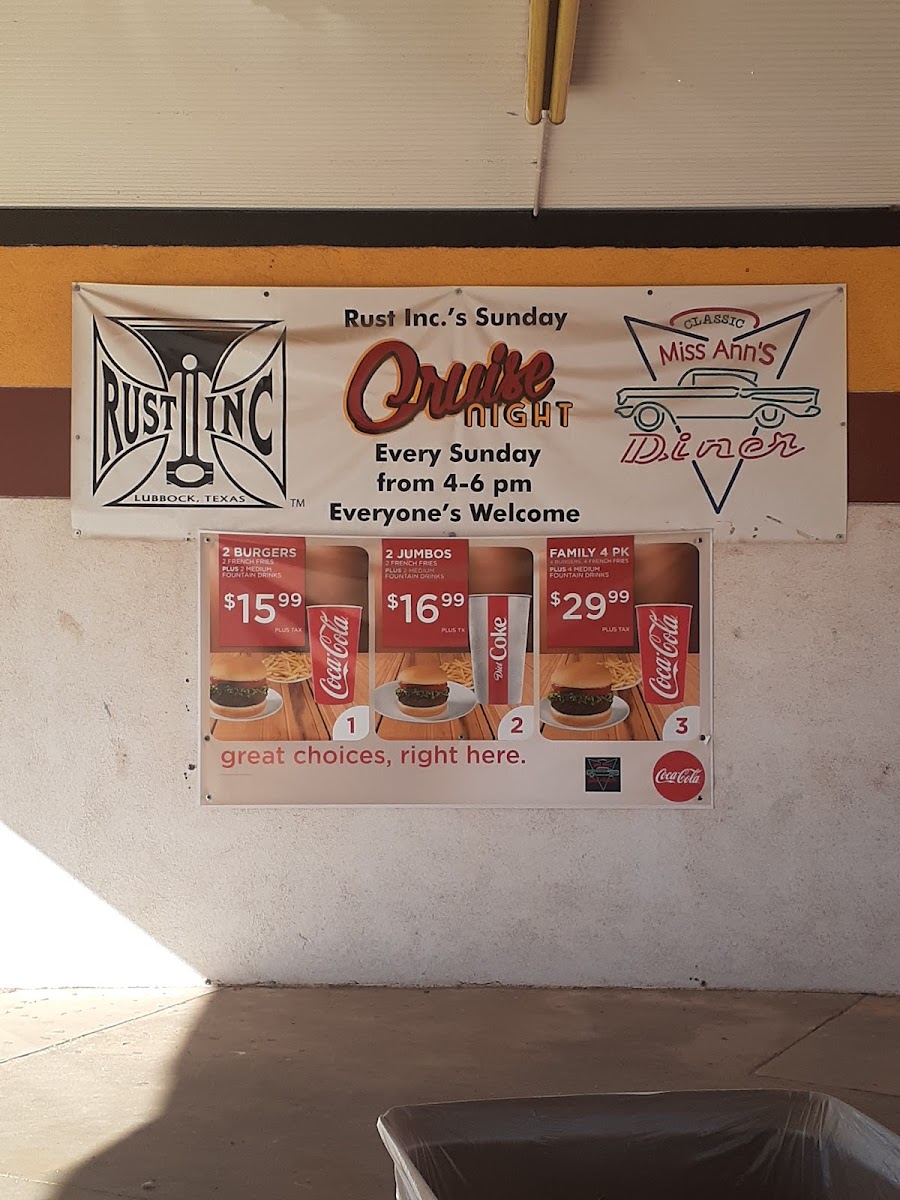 Rust Inc.'s Sunday
Cruise
NIGHT
Every Sunday
from 4-6 pm
Everyone's Welcome
RUST INC
LUBBOCK, TEXAS
TM
CLASSIC
Miss Ann's
Diner
2 BURGERS
2 FRENCH FRIES
PLUS 2 MEDIUM
FOUNTAIN DRINKS
$15.99
PLUS TAX
Coca-Cola
1
2 JUMBOS
2 FRENCH FRIES
PLUS 2 MEDIUM
FOUNTAIN DRINKS
$16.99
PLUS TX
Diet Coke
2
FAMILY 4 PK
4 BURGERS, 4 FRENCH FRIES
PLUS 4 MEDIUM
FOUNTAIN DRINKS
$29.99
PLUS TAX
Coca-Cola
3
great choices, right here.
Coca-Cola